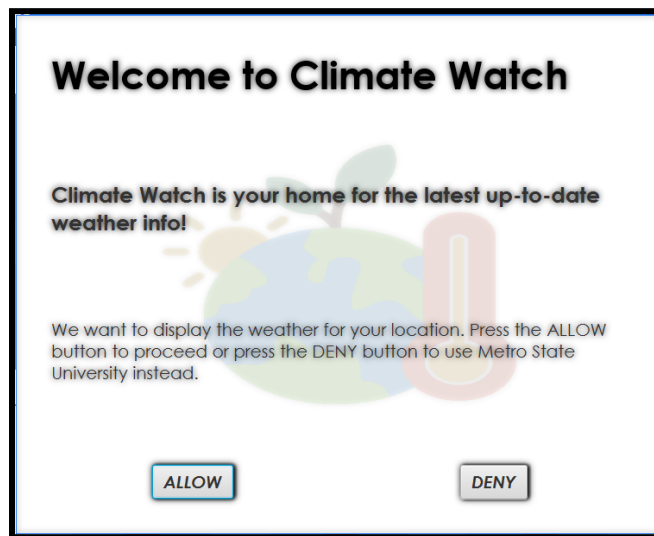 Welcome to Climate Watch
Climate Watch is your home for the latest up-to-date
weather info!
We want to display the weather for your location. Press the ALLOW
button to proceed or press the DENY button to use Metro State
University instead.
ALLOW
DENY